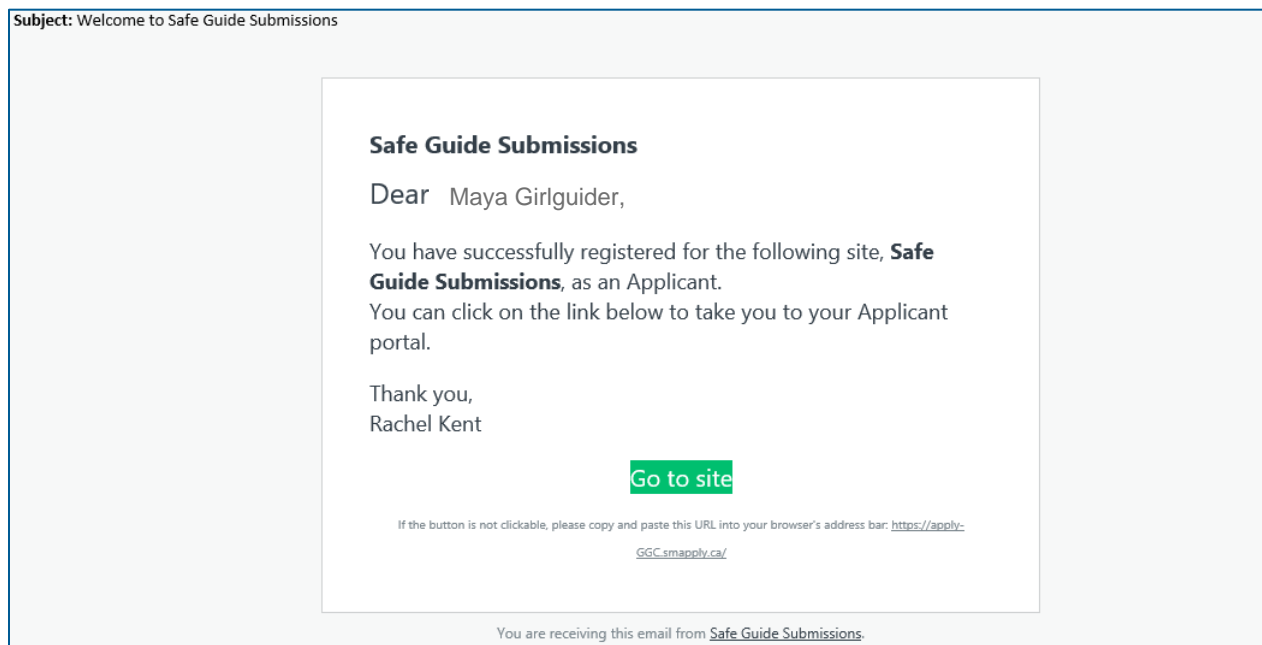 Subject: Welcome to Safe Guide Submissions
Safe Guide Submissions
Dear Maya Girlguider,
You have successfully registered for the following site, Safe
Guide Submissions, as an Applicant.
You can click on the link below to take you to your Applicant
portal.
Thank you,
Rachel Kent
Go to site
If the button is not clickable, please copy and paste this URL into your browser's address bar: https://apply-
GGC.smapply.ca/
You are receiving this email from Safe Guide Submissions.